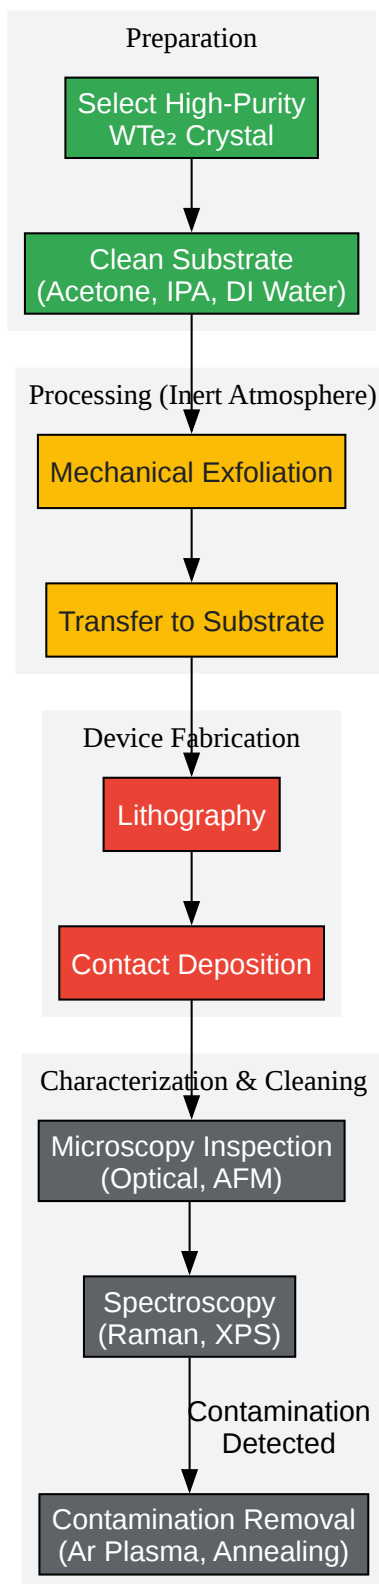 Preparation
Select High-Purity
WTe₂ Crystal
Clean Substrate
(Acetone, IPA, DI Water)
Processing (Inert Atmosphere)
Mechanical Exfoliation
Transfer to Substrate
Device Fabrication
Lithography
Contact Deposition
Characterization & Cleaning
Microscopy Inspection
(Optical, AFM)
Spectroscopy
(Raman, XPS)
Contamination
Detected
Contamination Removal
(Ar Plasma, Annealing)